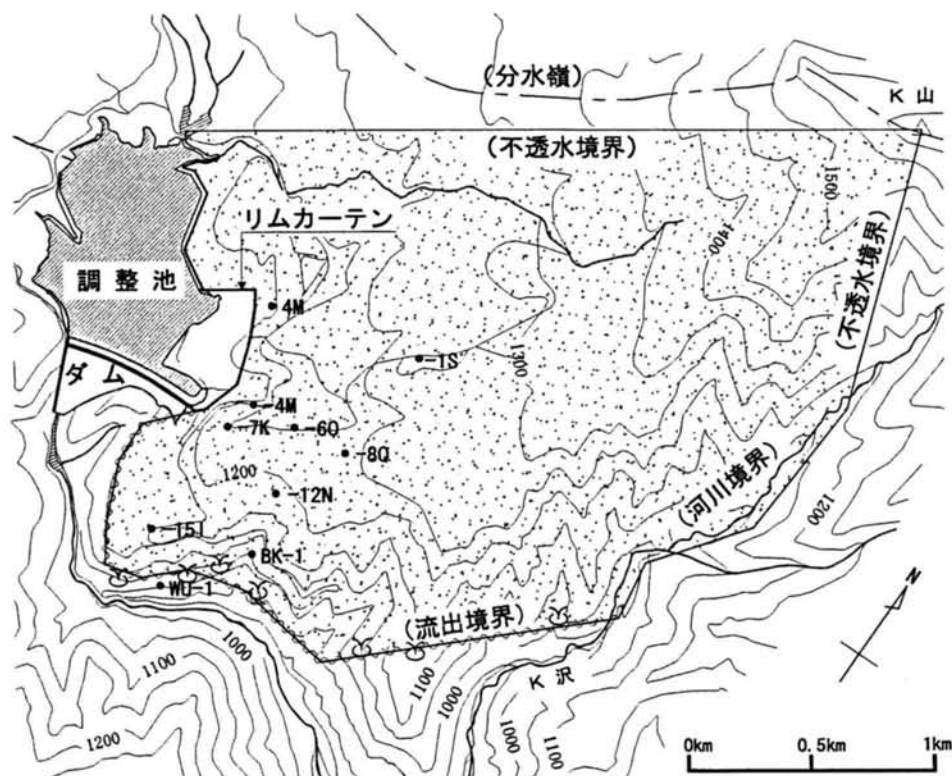 (分水嶺)
K 山
(不透水境界)
1500
1400
リムカーテン
(不透水境界)
調整池
4M
-1S
1300
ダム
-4M
-7K
-6Q
-8Q
1200
(河川境界)
1200
-12N
-15I
BK-1
WU-1
(流出境界)
N
1000
1100
1100
1000
K 沢
1200
1000
1100
0km 0.5km 1km